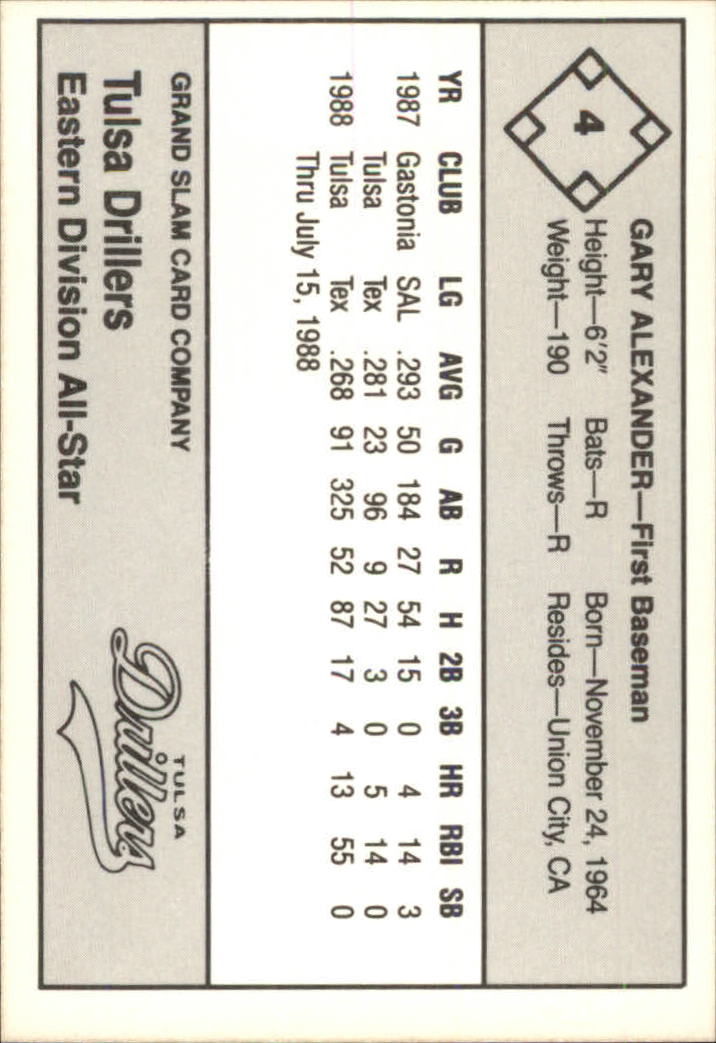 4
GARY ALEXANDER—First Baseman
Height—6'2" Bats—R Born—November 24, 1964
Weight—190 Throws—R Resides—Union City, CA
YR CLUB LG AVG G AB R H 2B 3B HR RBI SB
1987 Gastonia SAL .293 50 184 27 54 15 0 4 14 3
Tulsa Tex .281 23 96 9 27 3 0 5 14 0
1988 Tulsa Tex .268 91 325 52 87 17 4 13 55 0
Thru July 15, 1988
GRAND SLAM CARD COMPANY
Tulsa Drillers
Eastern Division All-Star
TULSA
Drillers